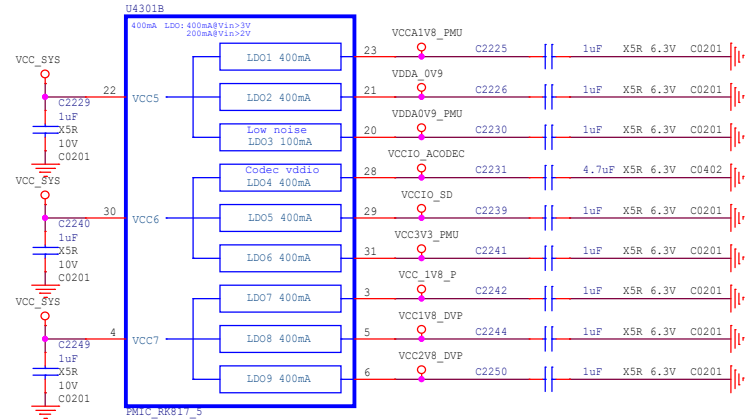 U4301B
400mA LDO: 400mA@Vin>3V
200mA@Vin>2V
VCC_SYS
22
VCC5
C2229
1uF
X5R
10V
C0201
LDO1 400mA
23
VCCA1V8_PMU
C2225
1uF X5R 6.3V C0201
LDO2 400mA
21
VDDA_0V9
C2226
1uF X5R 6.3V C0201
Low noise
LDO3 100mA
20
VDDA0V9_PMU
C2230
1uF X5R 6.3V C0201
VCC_SYS
30
VCC6
C2240
1uF
X5R
10V
C0201
Codec vddio
LDO4 400mA
28
VCCIO_ACODEC
C2231
4.7uF X5R 6.3V C0402
LDO5 400mA
29
VCCIO_SD
C2239
1uF X5R 6.3V C0201
LDO6 400mA
31
VCC3V3_PMU
C2241
1uF X5R 6.3V C0201
VCC_SYS
4
VCC7
C2249
1uF
X5R
10V
C0201
LDO7 400mA
3
VCC_1V8_P
C2242
1uF X5R 6.3V C0201
LDO8 400mA
5
VCC1V8_DVP
C2244
1uF X5R 6.3V C0201
LDO9 400mA
6
VCC2V8_DVP
C2250
1uF X5R 6.3V C0201
PMIC_RK817_5